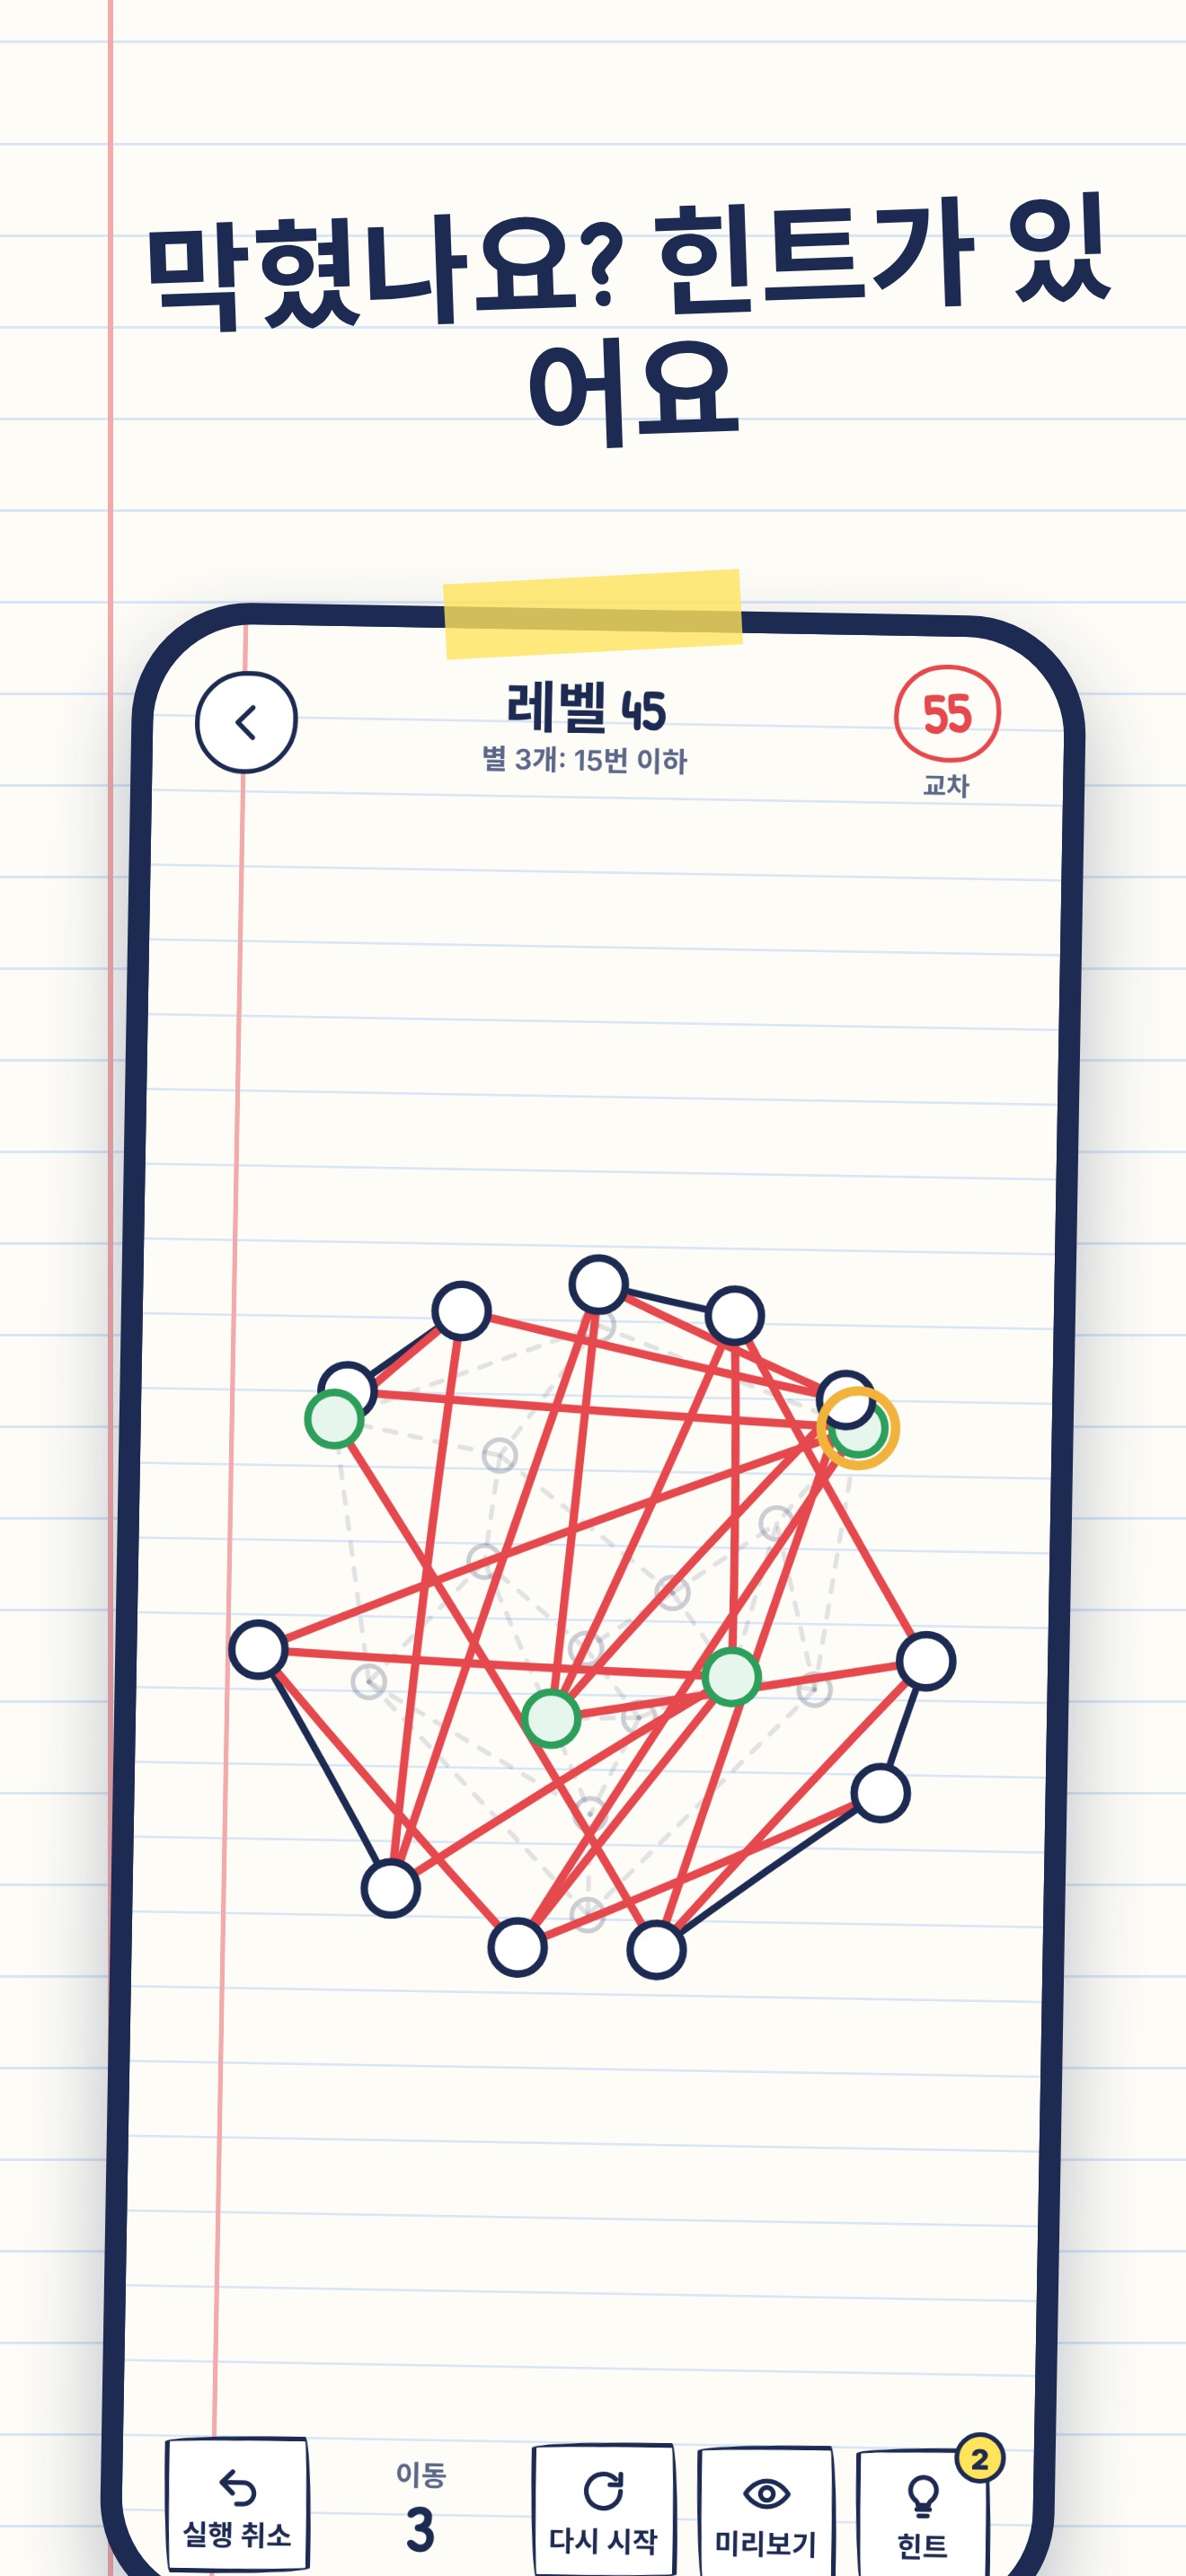 막혔나요? 힌트가 있
어요
레벨 45
별 3개: 15번 이하
55
교차
실행 취소
이동
3
다시 시작
미리보기
2
힌트